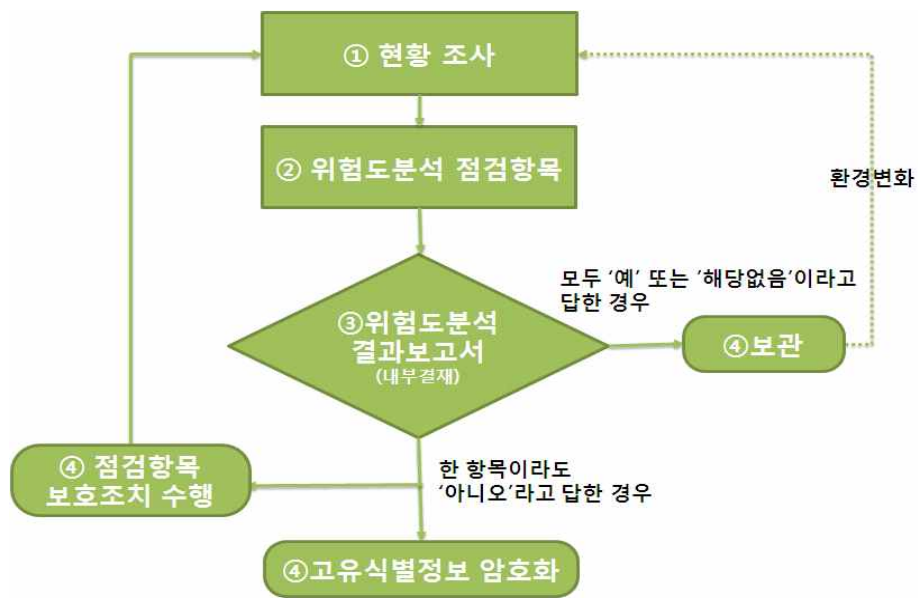 ① 현황 조사
② 위험도분석 점검항목
환경변화
모두 ‘예’ 또는 ‘해당없음’이라고
답한 경우
③위험도분석
결과보고서
(내부결재)
④보관
한 항목이라도
‘아니오’라고 답한 경우
④ 점검항목
보호조치 수행
④고유식별정보 암호화